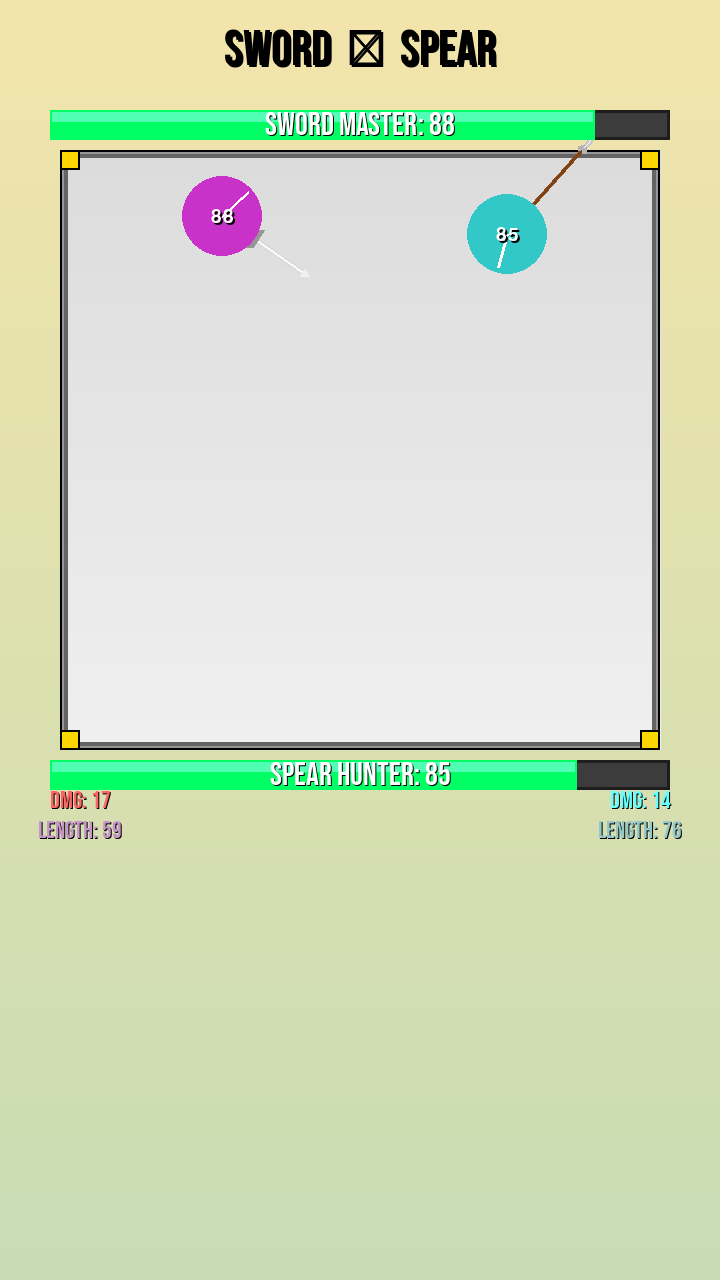 SWORD SPEAR
SWORD MASTER: 88
88
85
SPEAR HUNTER: 85
DMG: 17
DMG: 14
LENGTH: 59
LENGTH: 76